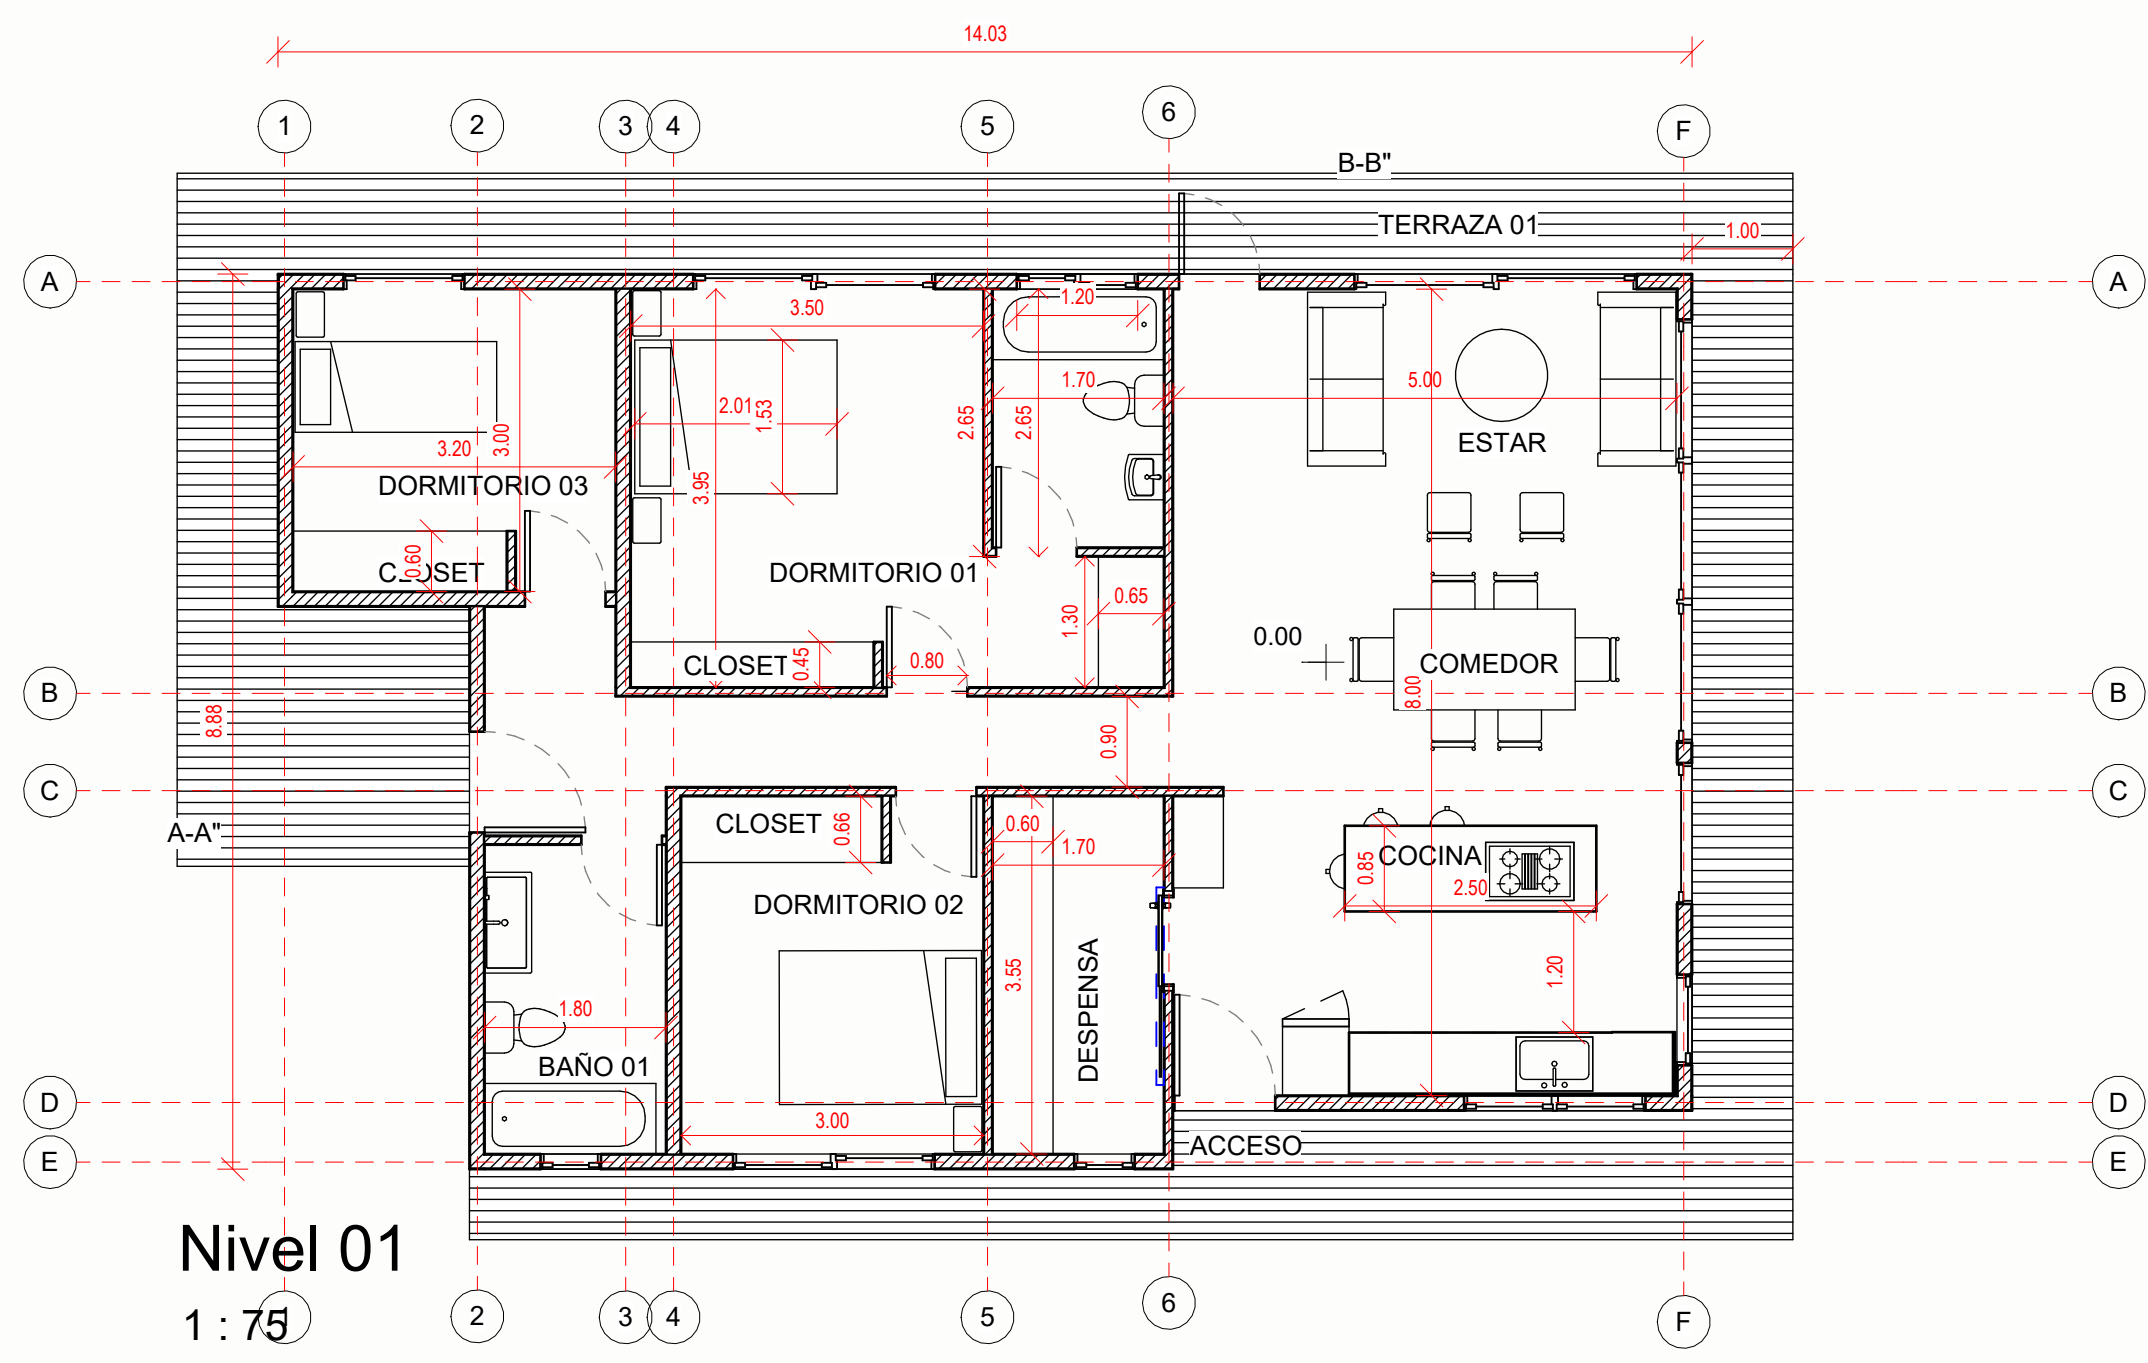 14.03
1 2 3 4 5 6 F
B-B"
TERRAZA 01
1.00
A A
1.20
3.50
1.70
5.00
2.01
1.53
2.65
2.65
3.20
3.00
ESTAR
DORMITORIO 03
3.95
0.60
CLOSET
DORMITORIO 01
1.30
0.65
0.00
CLOSET
0.45
0.80
COMEDOR
8.00
B B
8.88
0.90
C C
A-A"
CLOSET
0.66
0.60
1.70
COCINA
0.85
2.50
DORMITORIO 02
DESPENSA
3.55
1.20
1.80
BAÑO 01
D D
3.00
ACCESO
E E
Nivel 01
1 : 75
1 2 3 4 5 6 F